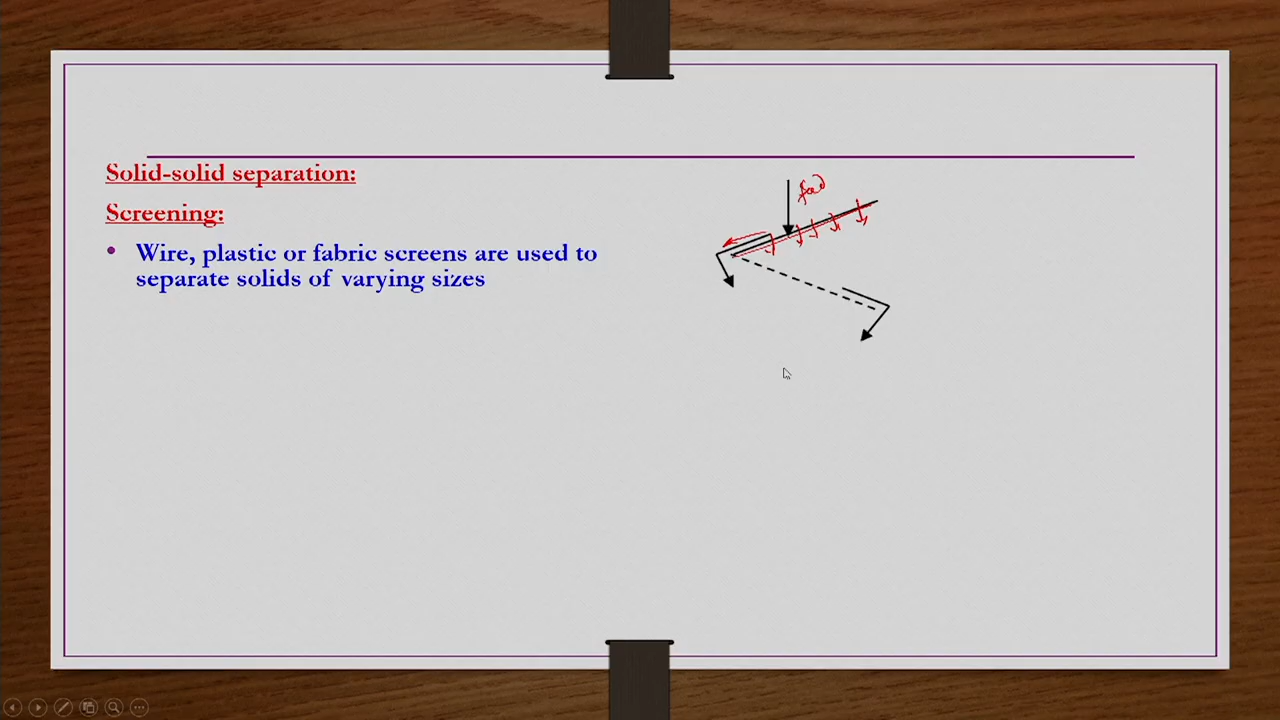 Solid-solid separation:
Screening:
• Wire, plastic or fabric screens are used to
separate solids of varying sizes
feed